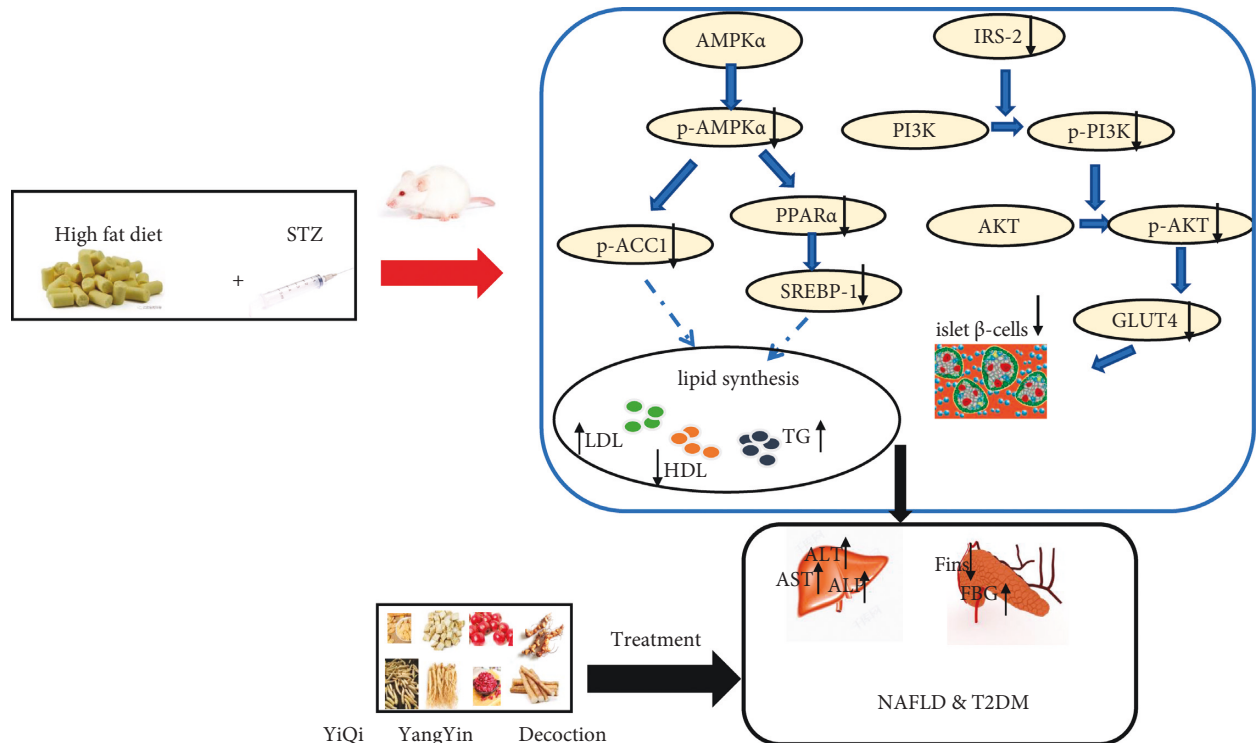 AMPKα
IRS-2
p-AMPKα
PI3K
p-PI3K
High fat diet
STZ
+
p-ACC1
PPARα
AKT
p-AKT
SREBP-1
islet β-cells
GLUT4
lipid synthesis
LDL
TG
HDL
ALT
AST
ALP
Fins
FBG
Treatment
NAFLD & T2DM
YiQi YangYin Decoction